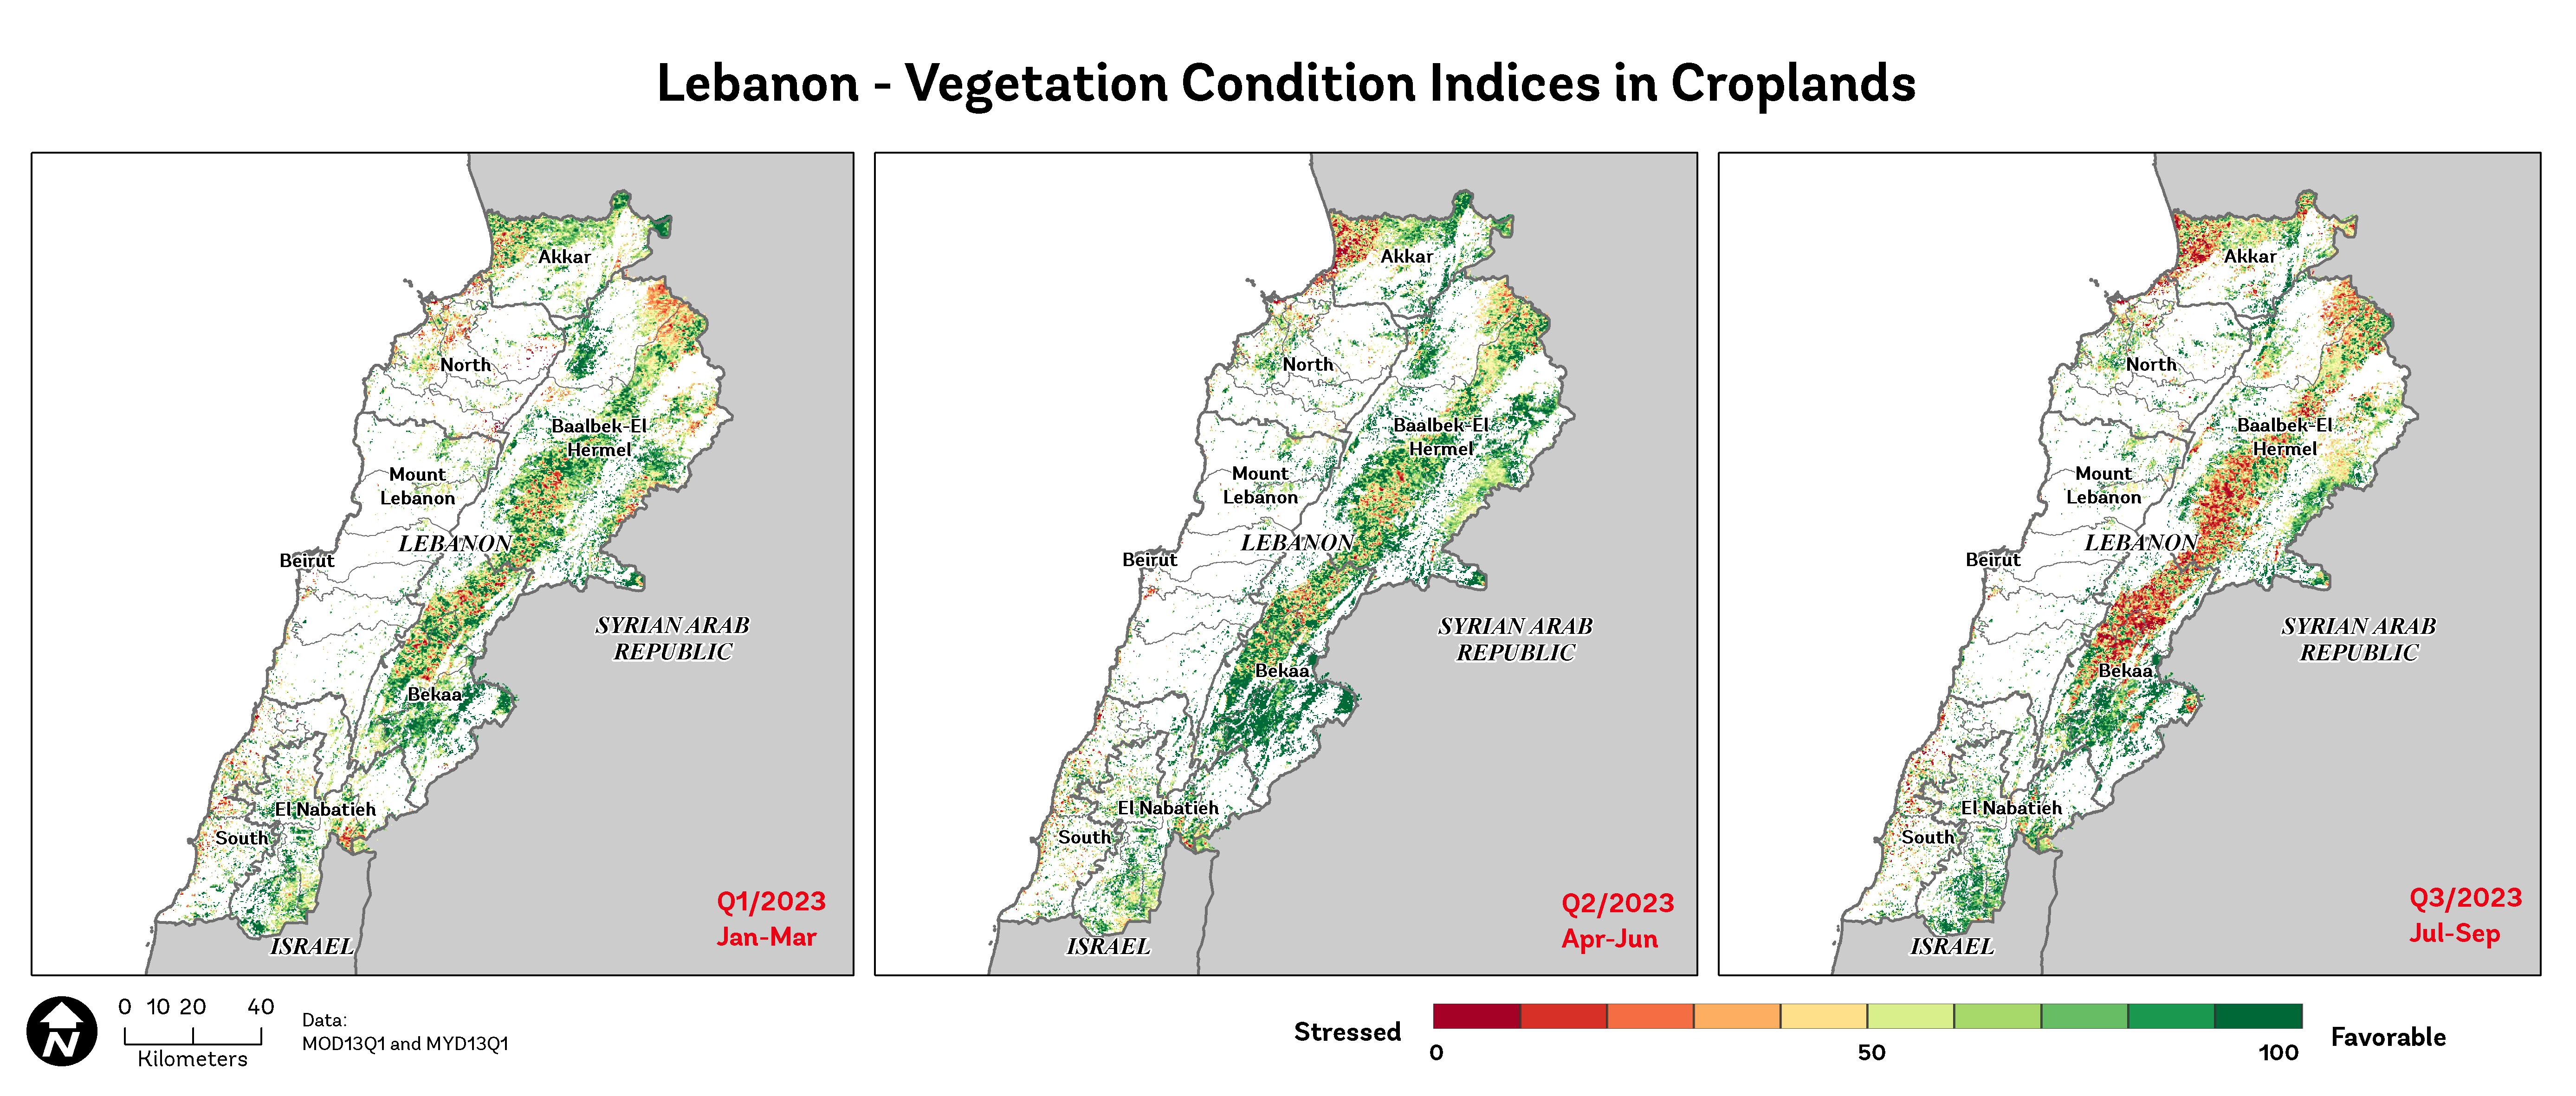 Lebanon - Vegetation Condition Indices in Croplands
Akkar
North
Baalbek-El
Hermel
Mount
Lebanon
LEBANON
Beirut
SYRIAN ARAB
REPUBLIC
Bekaa
El Nabatieh
South
ISRAEL
Q1/2023
Jan-Mar
Akkar
North
Baalbek-El
Hermel
Mount
Lebanon
LEBANON
Beirut
SYRIAN ARAB
REPUBLIC
Bekaa
El Nabatieh
South
ISRAEL
Q2/2023
Apr-Jun
Akkar
North
Baalbek-El
Hermel
Mount
Lebanon
LEBANON
Beirut
SYRIAN ARAB
REPUBLIC
Bekaa
El Nabatieh
South
ISRAEL
Q3/2023
Jul-Sep
N
0 10 20 40
Kilometers
Data:
MOD13Q1 and MYD13Q1
Stressed
0 50 100
Favorable